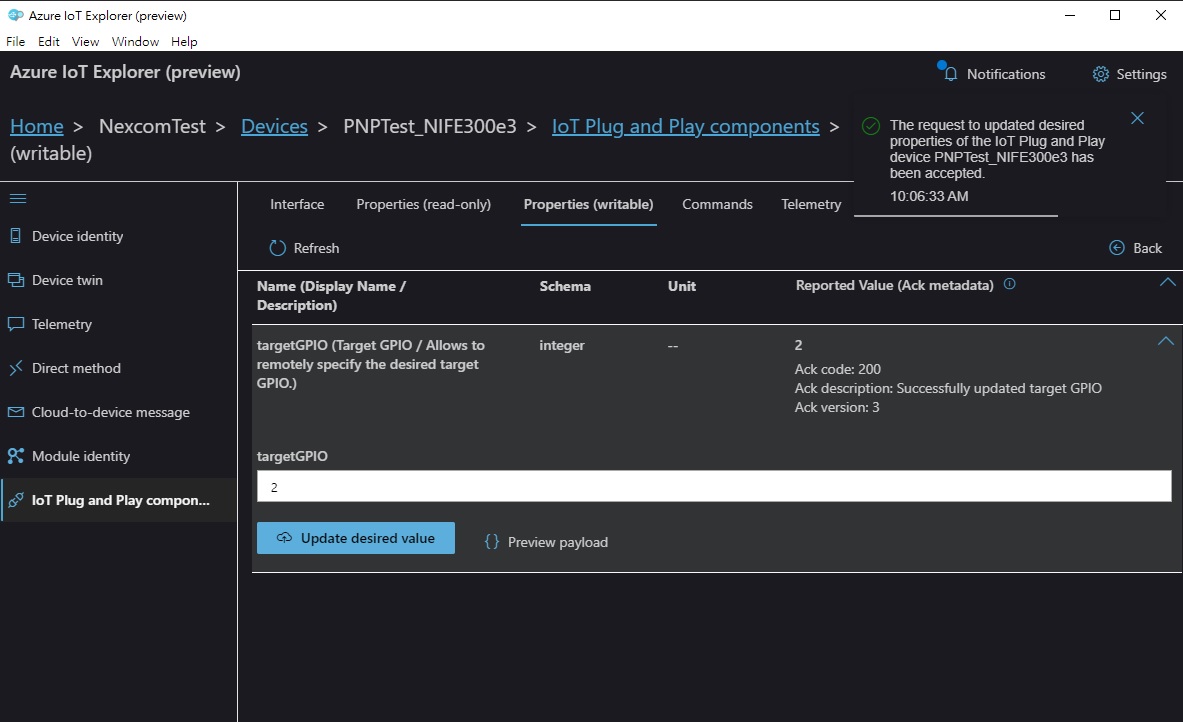 Azure IoT Explorer (preview)
File Edit View Window Help
Azure IoT Explorer (preview)
Notifications
Settings
Home > NexcomTest > Devices > PNPTest_NIFE300e3 > IoT Plug and Play components >
(writable)
The request to updated desired
properties of the IoT Plug and Play
device PNPTest_NIFE300e3 has
been accepted.
10:06:33 AM
Device identity
Device twin
Telemetry
Direct method
Cloud-to-device message
Module identity
IoT Plug and Play compon...
Interface Properties (read-only) Properties (writable) Commands Telemetry
Refresh
Back
Name (Display Name /
Description)
Schema
Unit
Reported Value (Ack metadata)
targetGPIO (Target GPIO / Allows to
remotely specify the desired target
GPIO.)
integer
--
2
Ack code: 200
Ack description: Successfully updated target GPIO
Ack version: 3
targetGPIO
2
Update desired value
{} Preview payload